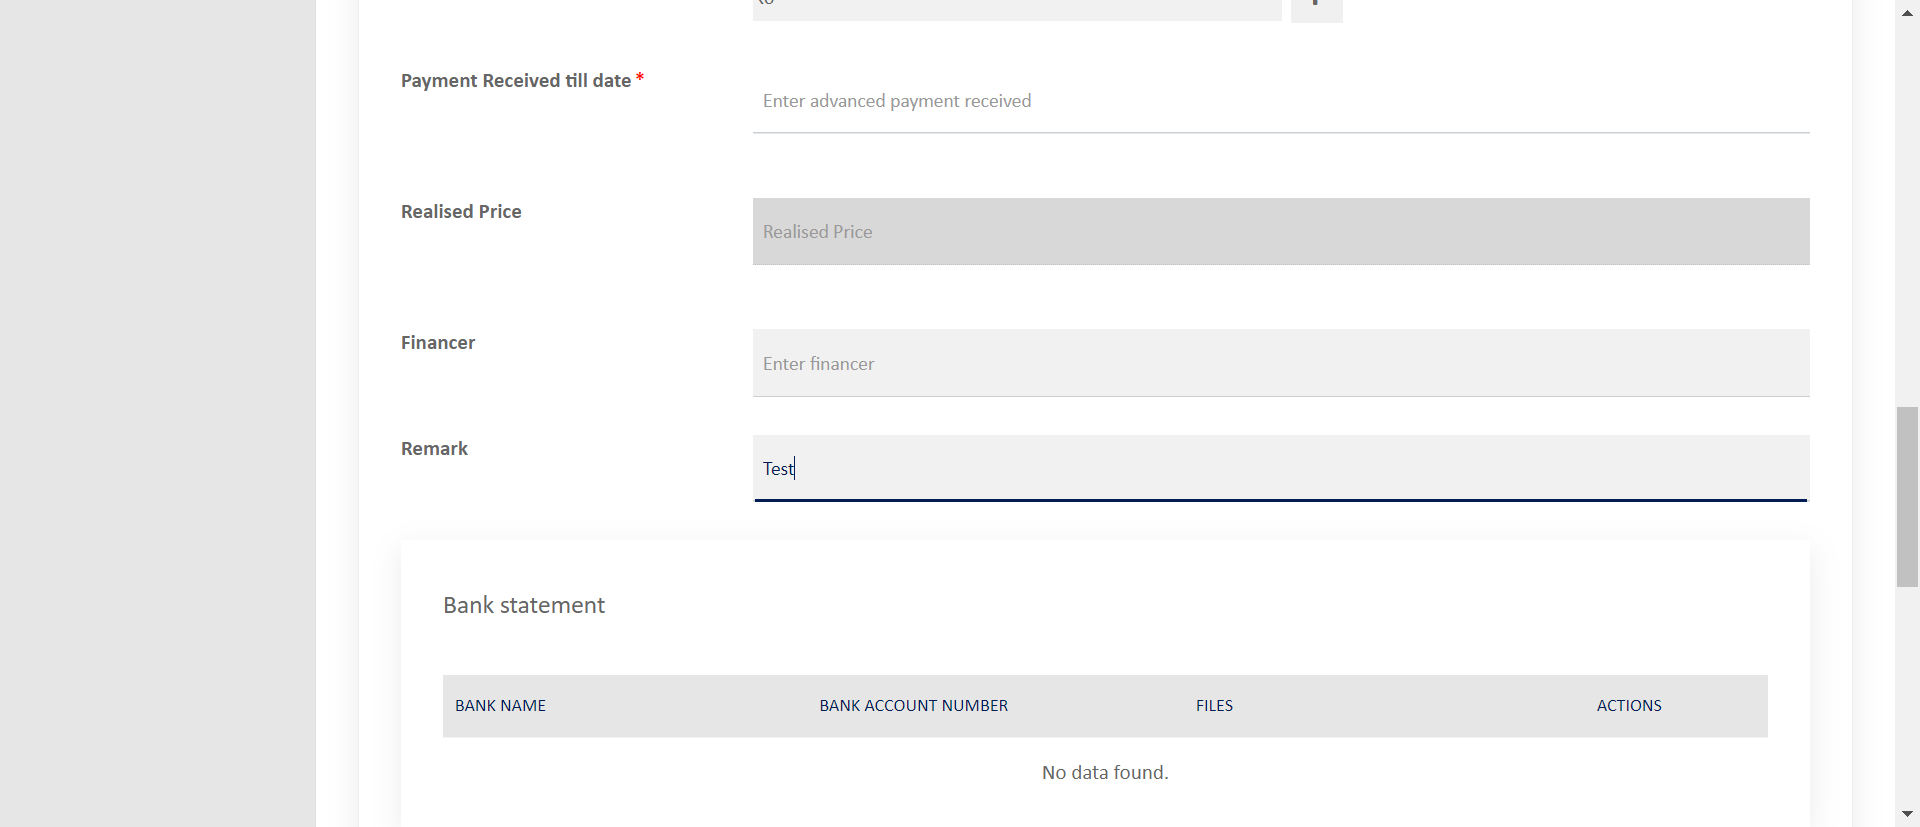 Payment Received till date *
Enter advanced payment received
Realised Price
Realised Price
Financer
Enter financer
Remark
Test
Bank statement
BANK NAME BANK ACCOUNT NUMBER FILES ACTIONS
No data found.